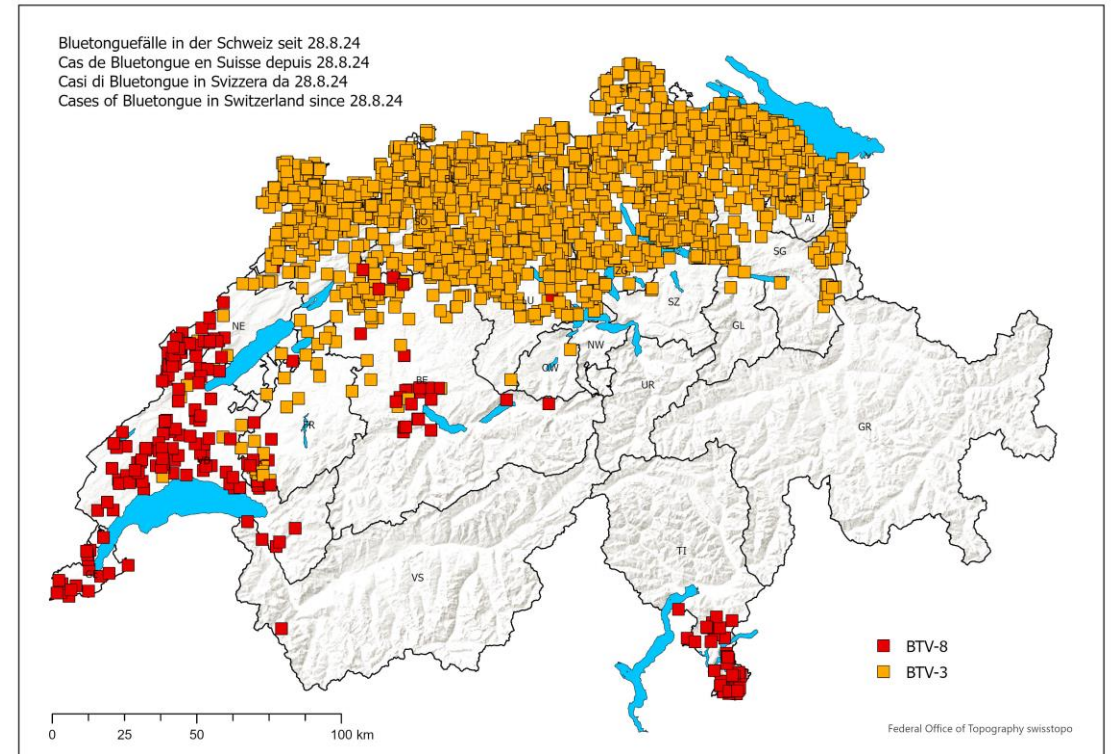 Bluetonguefälle in der Schweiz seit 28.8.24
Cas de Bluetongue en Suisse depuis 28.8.24
Casi di Bluetongue in Svizzera da 28.8.24
Cases of Bluetongue in Switzerland since 28.8.24
SH
JU
SO
AG
ZH
AR
AI
SG
ZG
LU
SZ
NE
NW
GL
OW
BE
UR
FR
GR
TI
VS
BTV-8
BTV-3
0 25 50 100 km
Federal Office of Topography swisstopo